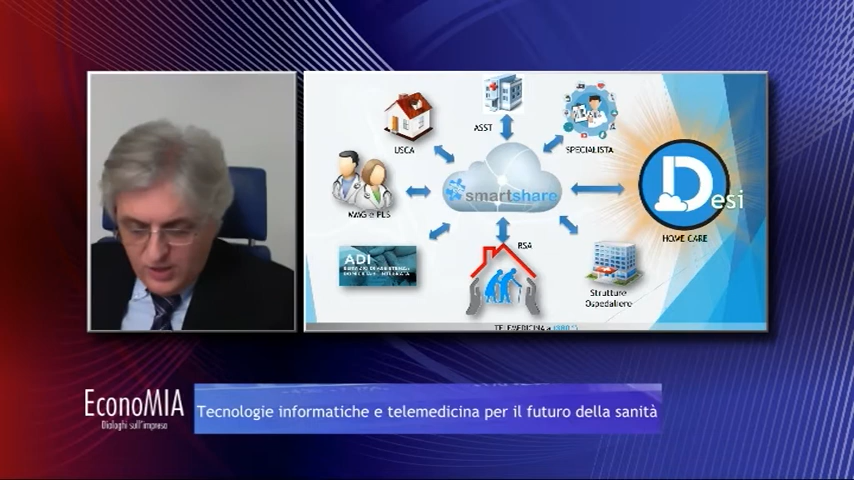 ASST
USCA
SPECIALISTA
smartshare
Desi
MMG e PLS
HOME CARE
RSA
ADI
Strutture
Ospedaliere
TELEMEDICINA a
EconoMIA
Dialoghi sull'impresa
Tecnologie informatiche e telemedicina per il futuro della sanità